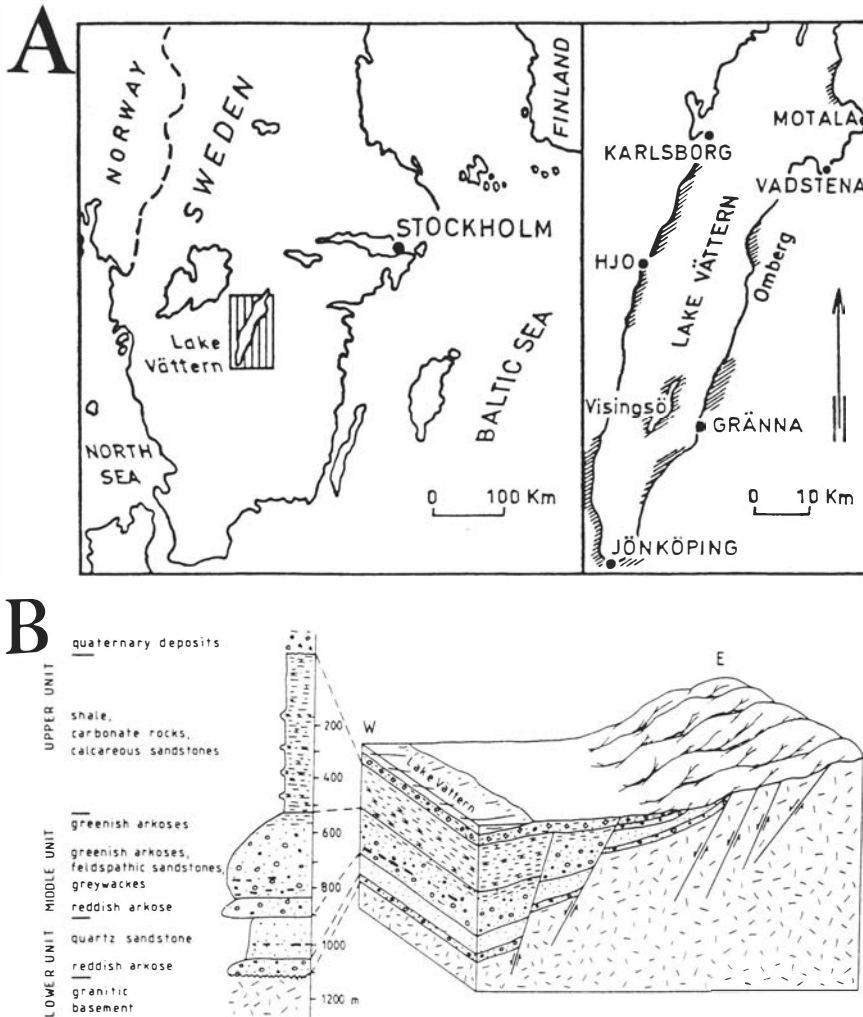 A
NORWAY
SWEDEN
FINLAND
STOCKHOLM
Lake
Vättern
BALTIC SEA
NORTH
SEA
0 100 Km
MOTALA
KARLSBORG
VADSTENA
HJO
LAKE VÄTTERN
Omberg
Visingsö
GRÄNNA
0 10 Km
JÖNKÖPING
B
UPPER UNIT
MIDDLE UNIT
LOWER UNIT
quaternary deposits
shale,
carbonate rocks,
calcareous sandstones
greenish arkoses
greenish arkoses,
feldspathic sandstones,
greywackes
reddish arkose
quartz sandstone
reddish arkose
granitic
basement
200
400
600
800
1000
1200 m
W
E
Lake Vättern